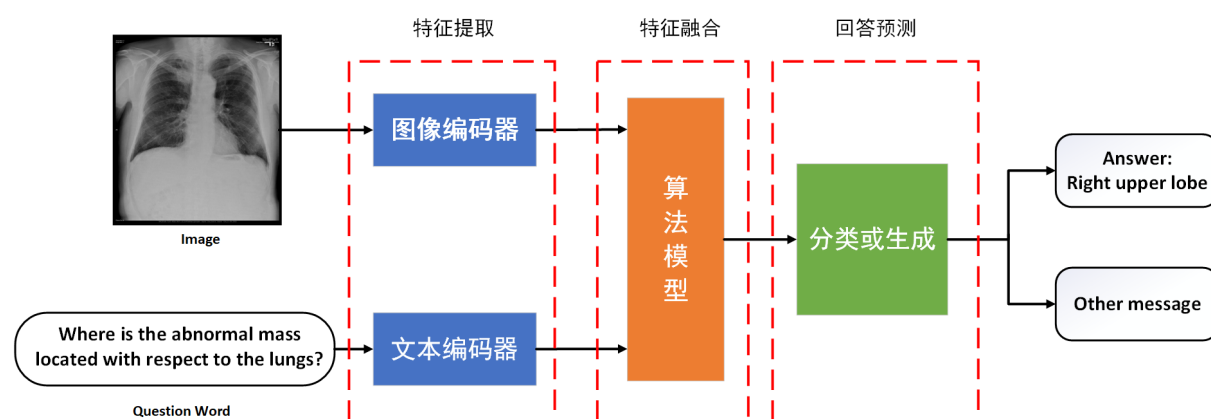 特征提取
特征融合
回答预测
图像编码器
Image
Where is the abnormal mass
located with respect to the lungs?
Question Word
文本编码器
算
法
模
型
分类或生成
Answer:
Right upper lobe
Other message